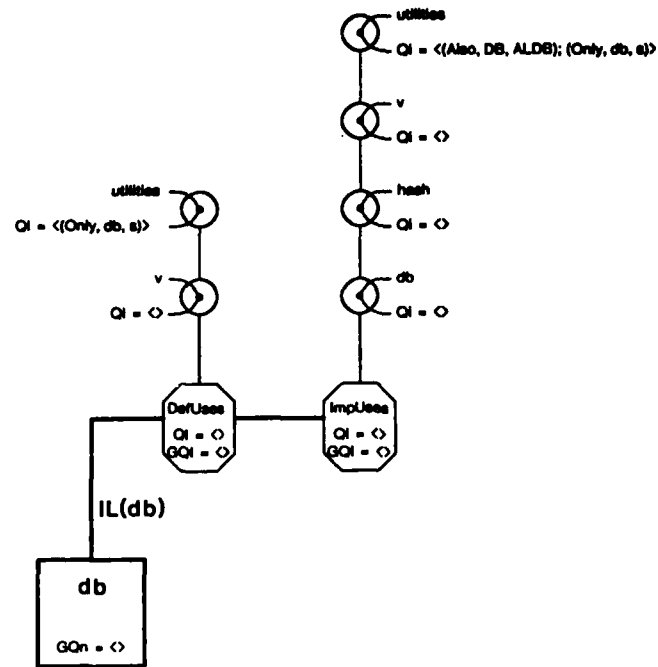 utilities
QI = <(Also, DB, ALDB); (Only, db, s)>
v
QI = <>
utilities
hash
QI = <(Only, db, s)>
QI = <>
v
db
QI = <>
QI = <>
DefUses
ImpUses
QI = <>
QI = <>
GQI = <>
GQI = <>
IL(db)
db
GQn = <>